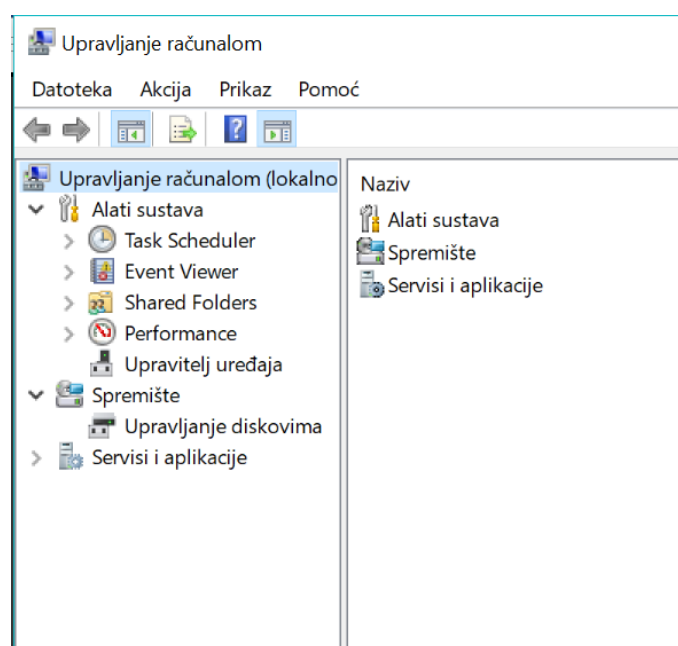 Upravljanje računalom
Datoteka Akcija Prikaz Pomoć
Upravljanje računalom (lokalno
Alati sustava
Task Scheduler
Event Viewer
Shared Folders
Performance
Upravitelj uređaja
Spremište
Upravljanje diskovima
Servisi i aplikacije
Naziv
Alati sustava
Spremište
Servisi i aplikacije